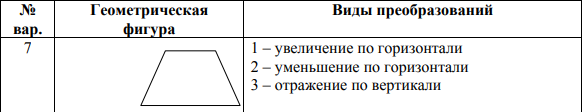 № вар. Геометрическая фигура Виды преобразований
7 1 – увеличение по горизонтали
2 – уменьшение по горизонтали
3 – отражение по вертикали